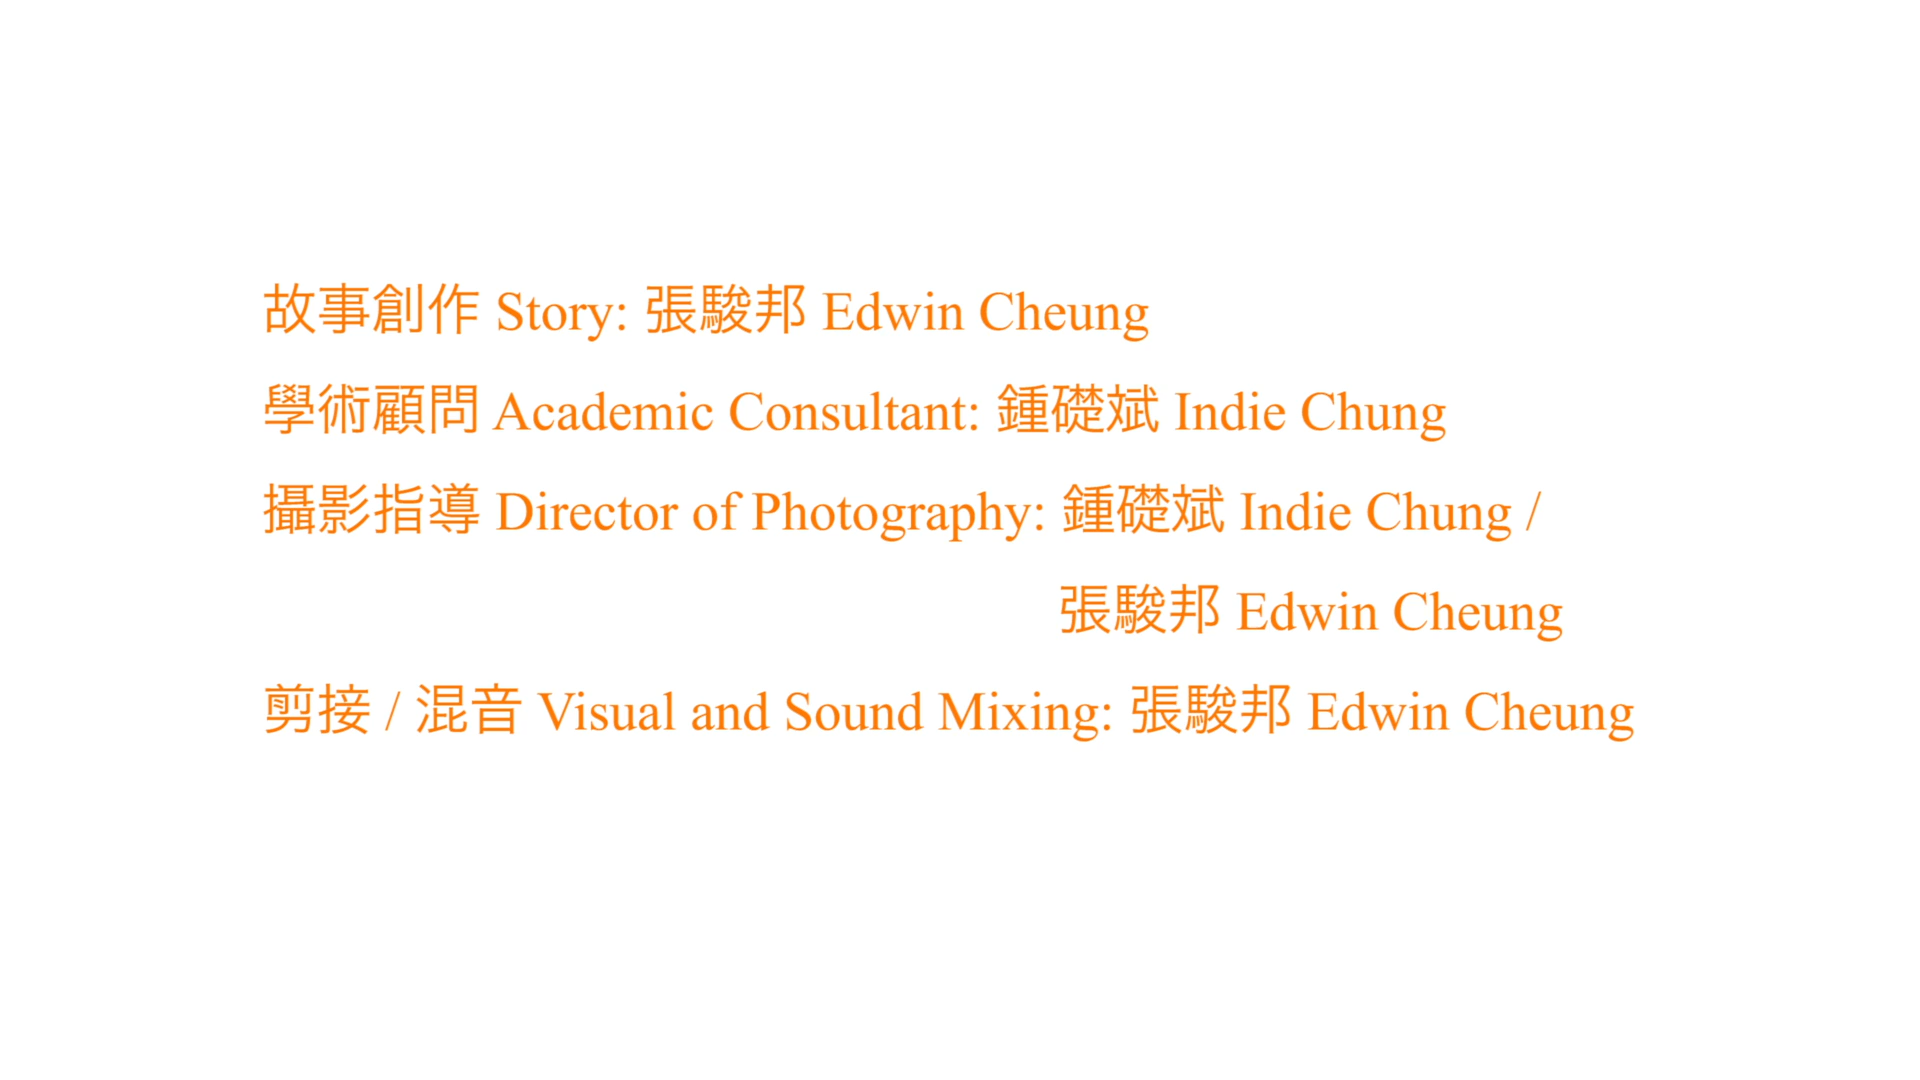 故事創作 Story: 張駿邦 Edwin Cheung
學術顧問 Academic Consultant: 鍾礎斌 Indie Chung
攝影指導 Director of Photography: 鍾礎斌 Indie Chung /
張駿邦 Edwin Cheung
剪接 / 混音 Visual and Sound Mixing: 張駿邦 Edwin Cheung